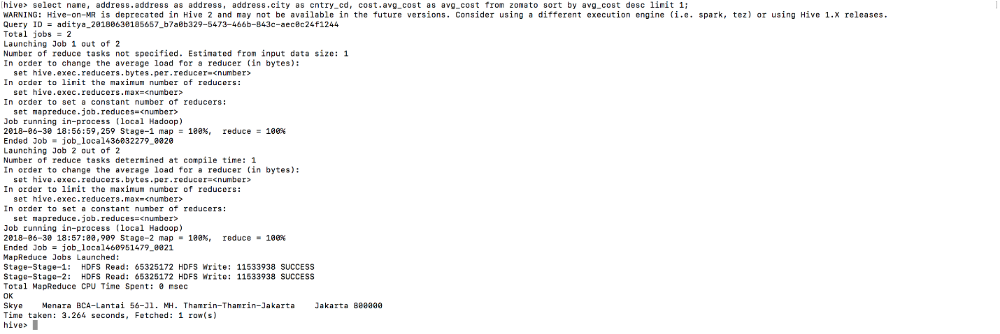 [hive> select name, address.address as address, address.city as cntry_cd, cost.avg_cost as avg_cost from zomato sort by avg_cost desc limit 1; ]
WARNING: Hive-on-MR is deprecated in Hive 2 and may not be available in the future versions. Consider using a different execution engine (i.e. spark, tez) or using Hive 1.X releases.
Query ID = aditya_20180630185657_b7a0b329-5473-466b-843c-aec0c24f1244
Total jobs = 2
Launching Job 1 out of 2
Number of reduce tasks not specified. Estimated from input data size: 1
In order to change the average load for a reducer (in bytes):
  set hive.exec.reducers.bytes.per.reducer=<number>
In order to limit the maximum number of reducers:
  set hive.exec.reducers.max=<number>
In order to set a constant number of reducers:
  set mapreduce.job.reduces=<number>
Job running in-process (local Hadoop)
2018-06-30 18:56:59,259 Stage-1 map = 100%,  reduce = 100%
Ended Job = job_local436032279_0020
Launching Job 2 out of 2
Number of reduce tasks determined at compile time: 1
In order to change the average load for a reducer (in bytes):
  set hive.exec.reducers.bytes.per.reducer=<number>
In order to limit the maximum number of reducers:
  set hive.exec.reducers.max=<number>
In order to set a constant number of reducers:
  set mapreduce.job.reduces=<number>
Job running in-process (local Hadoop)
2018-06-30 18:57:00,909 Stage-2 map = 100%,  reduce = 100%
Ended Job = job_local460951479_0021
MapReduce Jobs Launched:
Stage-Stage-1:  HDFS Read: 65325172 HDFS Write: 11533938 SUCCESS
Stage-Stage-2:  HDFS Read: 65325172 HDFS Write: 11533938 SUCCESS
Total MapReduce CPU Time Spent: 0 msec
OK
Skye    Menara BCA-Lantai 56-Jl. MH. Thamrin-Thamrin-Jakarta    Jakarta 800000
Time taken: 3.264 seconds, Fetched: 1 row(s)
hive>